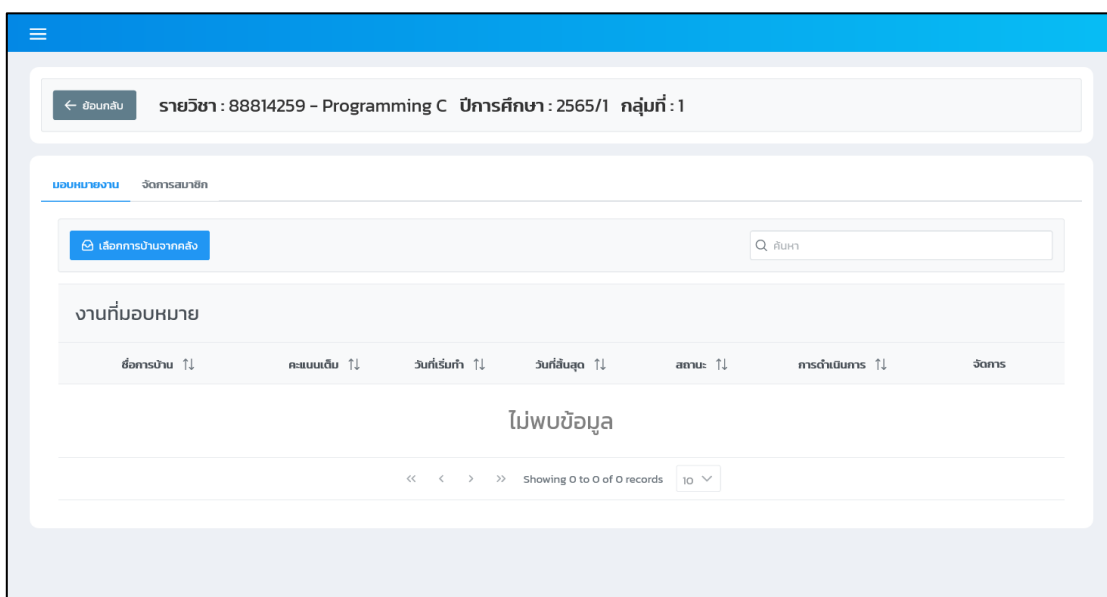 ย้อนกลับ รายวิชา : 88814259 - Programming C ปีการศึกษา : 2565/1 กลุ่มที่ : 1
มอบหมายงาน จัดการสมาชิก
เลือกการบ้านจากคลัง ค้นหา
งานที่มอบหมาย
ชื่อการบ้าน คะแนนเต็ม วันที่เริ่มทำ วันที่สิ้นสุด สถานะ การดำเนินการ จัดการ
ไม่พบข้อมูล
Showing 0 to 0 of 0 records 10